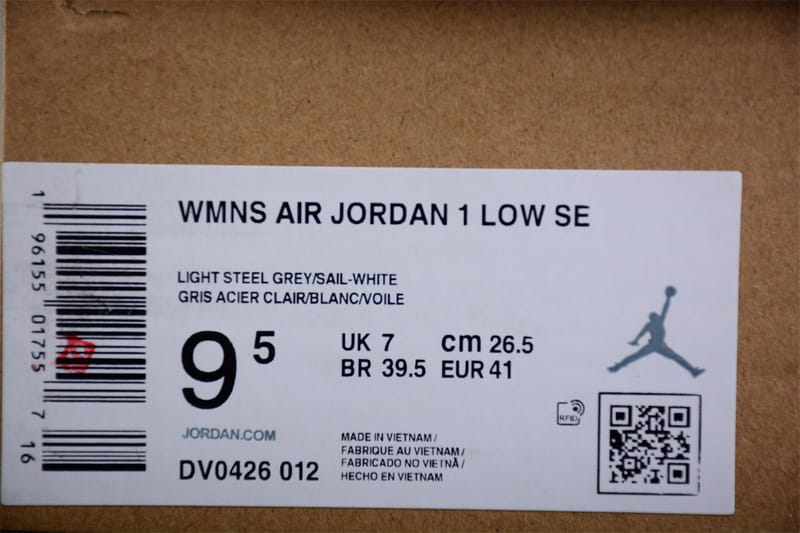 WMNS AIR JORDAN 1 LOW SE
LIGHT STEEL GREY/SAIL-WHITE
GRIS ACIER CLAIR/BLANC/VOILE
9 5
UK 7 cm 26.5
BR 39.5 EUR 41
JORDAN.COM
DV0426 012
MADE IN VIETNAM/
FABRIQUE AU VIETNAM/
FABRICADO NO VIETNÃ/
HECHO EN VIETNAM
RFID
1 96155 01755 7
16